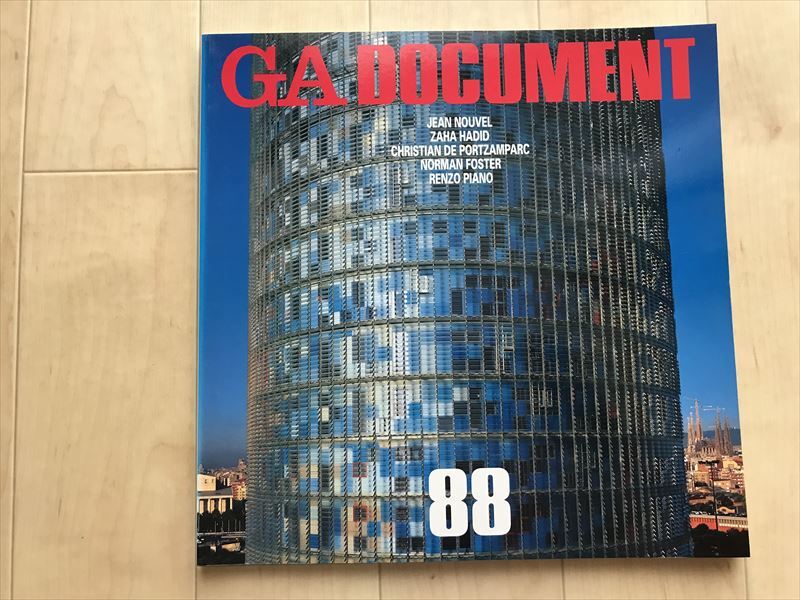 GA DOCUMENT
JEAN NOUVEL
ZAHA HADID
CHRISTIAN DE PORTZAMPARC
NORMAN FOSTER
RENZO PIANO
88